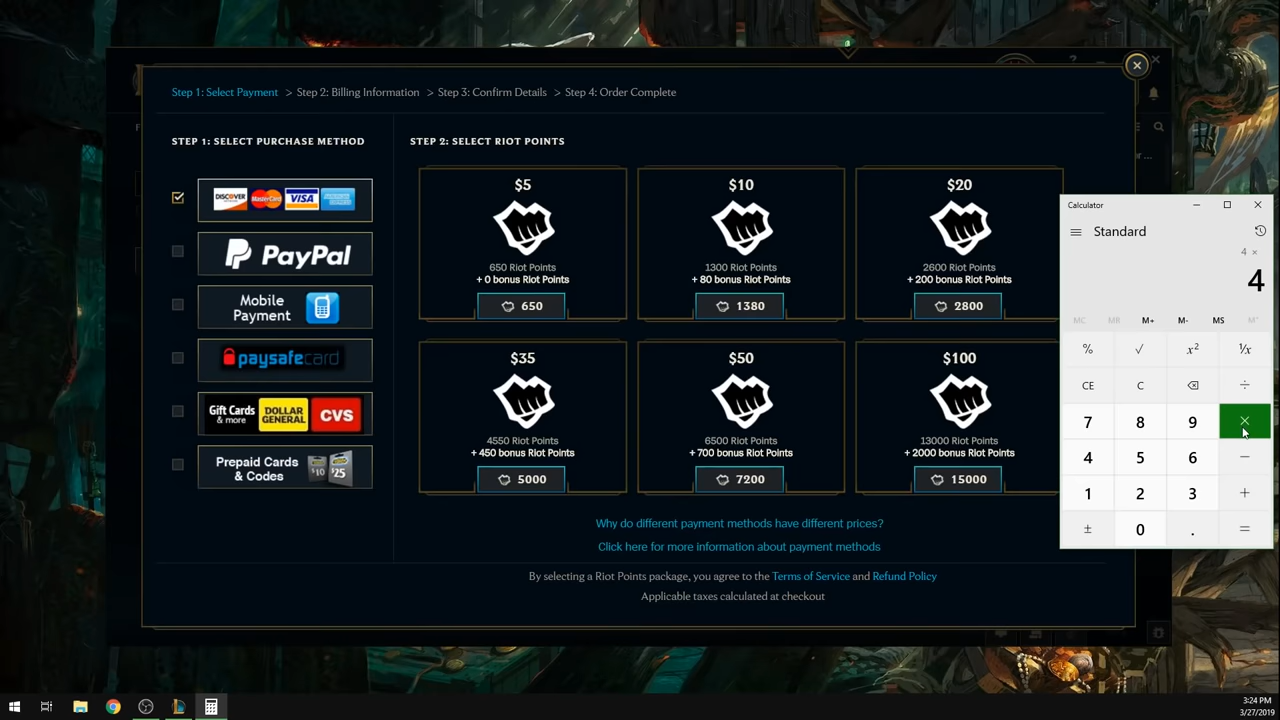 Step 1: Select Payment > Step 2: Billing Information > Step 3: Confirm Details > Step 4: Order Complete
STEP 1: SELECT PURCHASE METHOD
DISCOVER MasterCard VISA AMERICAN EXPRESS
PayPal
Mobile
Payment
paysafecard
Gift Cards
& more
DOLLAR
GENERAL
CVS
Prepaid Cards
& Codes
$10
$25
STEP 2: SELECT RIOT POINTS
$5
650 Riot Points
+ 0 bonus Riot Points
650
$10
1300 Riot Points
+ 80 bonus Riot Points
1380
$20
2600 Riot Points
+ 200 bonus Riot Points
2800
$35
4550 Riot Points
+ 450 bonus Riot Points
5000
$50
6500 Riot Points
+ 700 bonus Riot Points
7200
$100
13000 Riot Points
+ 2000 bonus Riot Points
15000
Why do different payment methods have different prices?
Click here for more information about payment methods
By selecting a Riot Points package, you agree to the Terms of Service and Refund Policy
Applicable taxes calculated at checkout
Calculator
Standard
4 ×
4
MC MR M+ M- MS M˅
% √ x² ¹/x
CE C ⌫ ÷
7 8 9 ×
4 5 6 −
1 2 3 +
± 0 . =
3:24 PM
3/27/2019